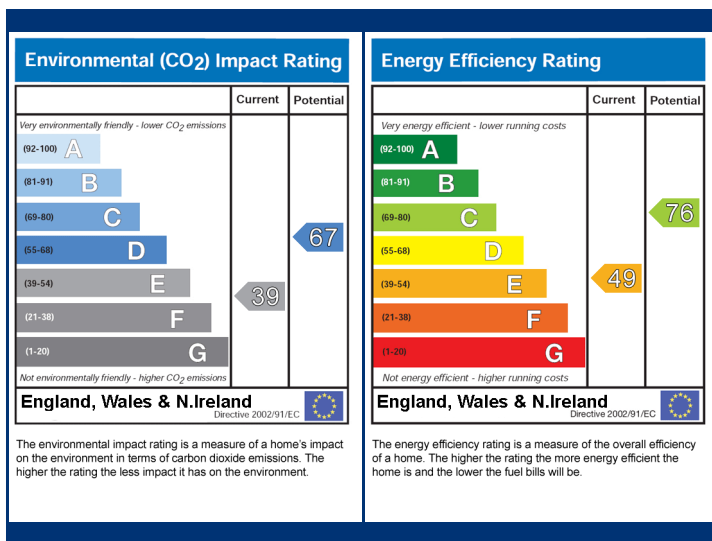 Environmental (CO2) Impact Rating
Current Potential
Very environmentally friendly - lower CO2 emissions
(92-100) A
(81-91) B
(69-80) C
(55-68) D
67
(39-54) E
39
(21-38) F
(1-20) G
Not environmentally friendly - higher CO2 emissions
England, Wales & N.Ireland
Directive 2002/91/EC
The environmental impact rating is a measure of a home's impact
on the environment in terms of carbon dioxide emissions. The
higher the rating the less impact it has on the environment.
Energy Efficiency Rating
Current Potential
Very energy efficient - lower running costs
(92-100) A
(81-91) B
(69-80) C
76
(55-68) D
(39-54) E
49
(21-38) F
(1-20) G
Not energy efficient - higher running costs
England, Wales & N.Ireland
Directive 2002/91/EC
The energy efficiency rating is a measure of the overall efficiency
of a home. The higher the rating the more energy efficient the
home is and the lower the fuel bills will be.